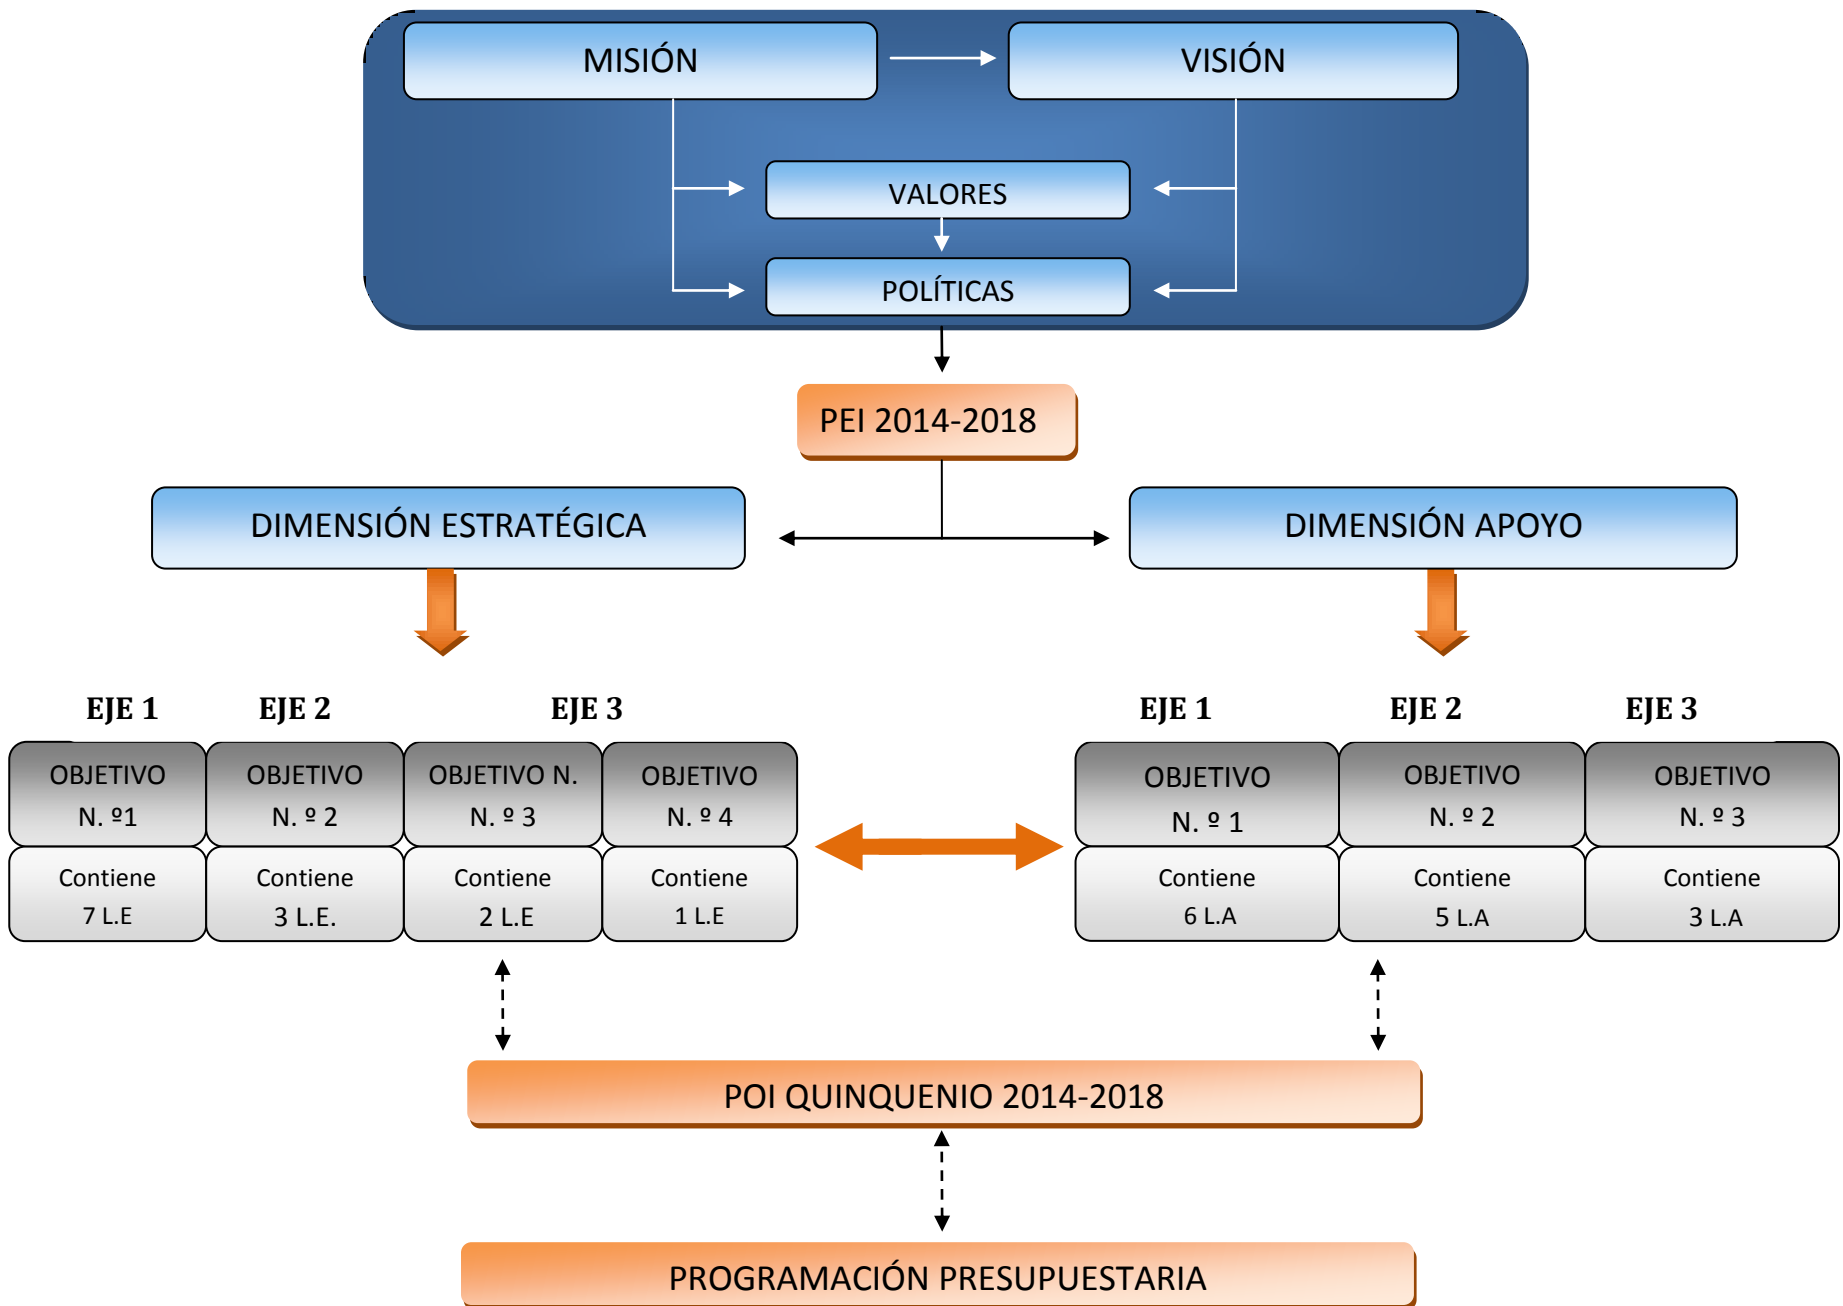 MISIÓN
VISIÓN
VALORES
POLÍTICAS
PEI 2014-2018
DIMENSIÓN ESTRATÉGICA
DIMENSIÓN APOYO
EJE 1
EJE 2
EJE 3
EJE 1
EJE 2
EJE 3
OBJETIVO
N. º1
OBJETIVO
N. º 2
OBJETIVO N.
N. º 3
OBJETIVO
N. º 4
OBJETIVO
N. º 1
OBJETIVO
N. º 2
OBJETIVO
N. º 3
Contiene
7 L.E
Contiene
3 L.E.
Contiene
2 L.E
Contiene
1 L.E
Contiene
6 L.A
Contiene
5 L.A
Contiene
3 L.A
POI QUINQUENIO 2014-2018
PROGRAMACIÓN PRESUPUESTARIA